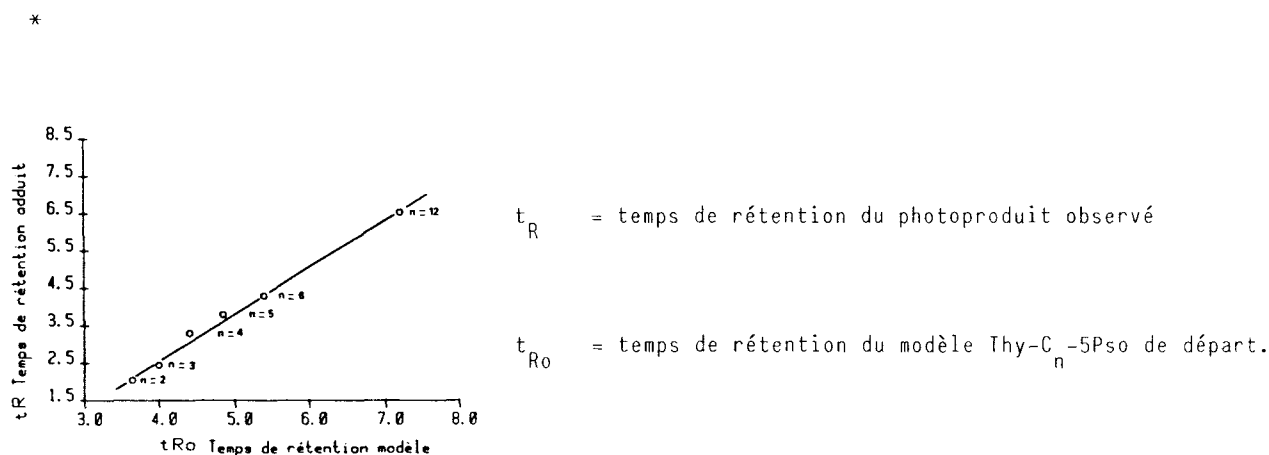 *
8.5
7.5
6.5
5.5
4.5
3.5
2.5
1.5
tR Temps de rétention adduit
n=12
n=6
n=5
n=4
n=3
n=2
3.0 4.0 5.0 6.0 7.0 8.0
tRo Temps de rétention modèle
tR = temps de rétention du photoproduit observé
tRo = temps de rétention du modèle Thy-Cn-5Pso de départ.